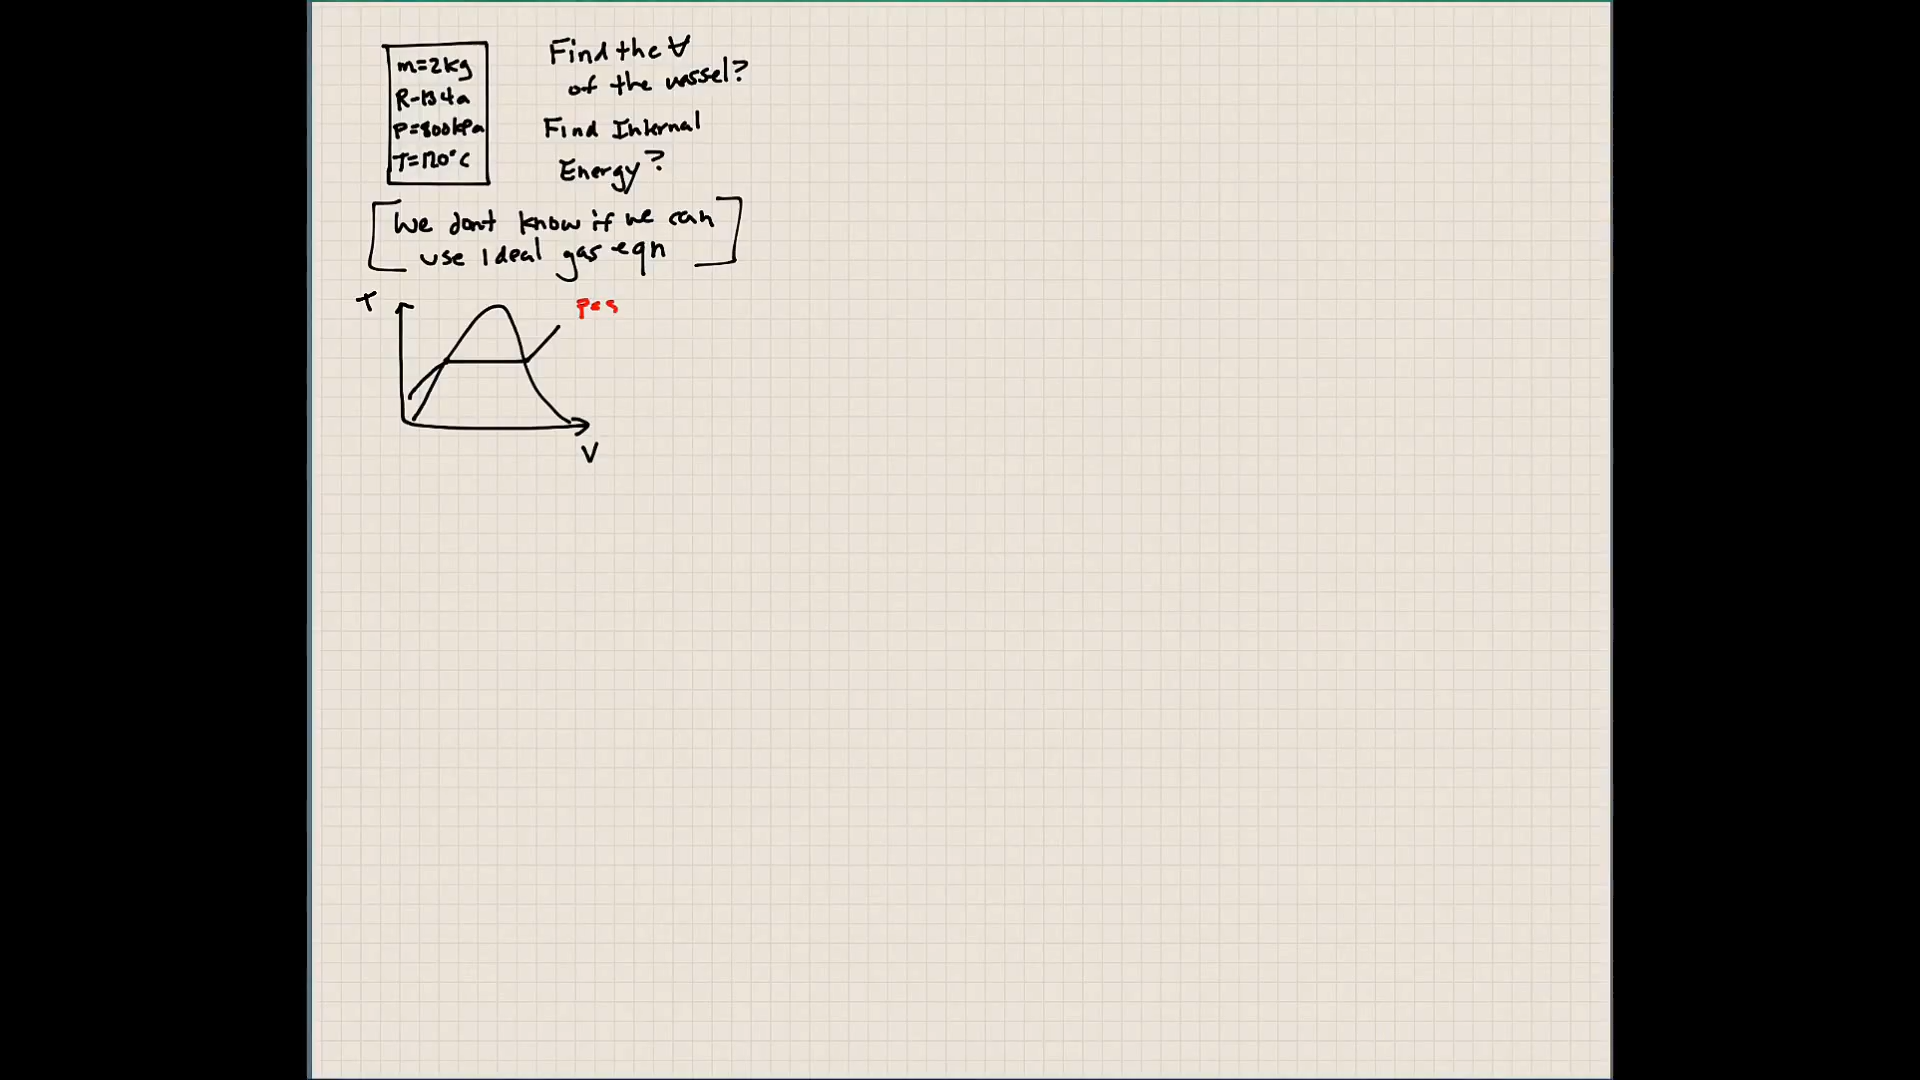 m=2kg
R-134a
P=800kPa
T=120°C
Find the V
of the vessel?
Find Internal
Energy?
We dont know if we can
use ideal gas eqn
T
V